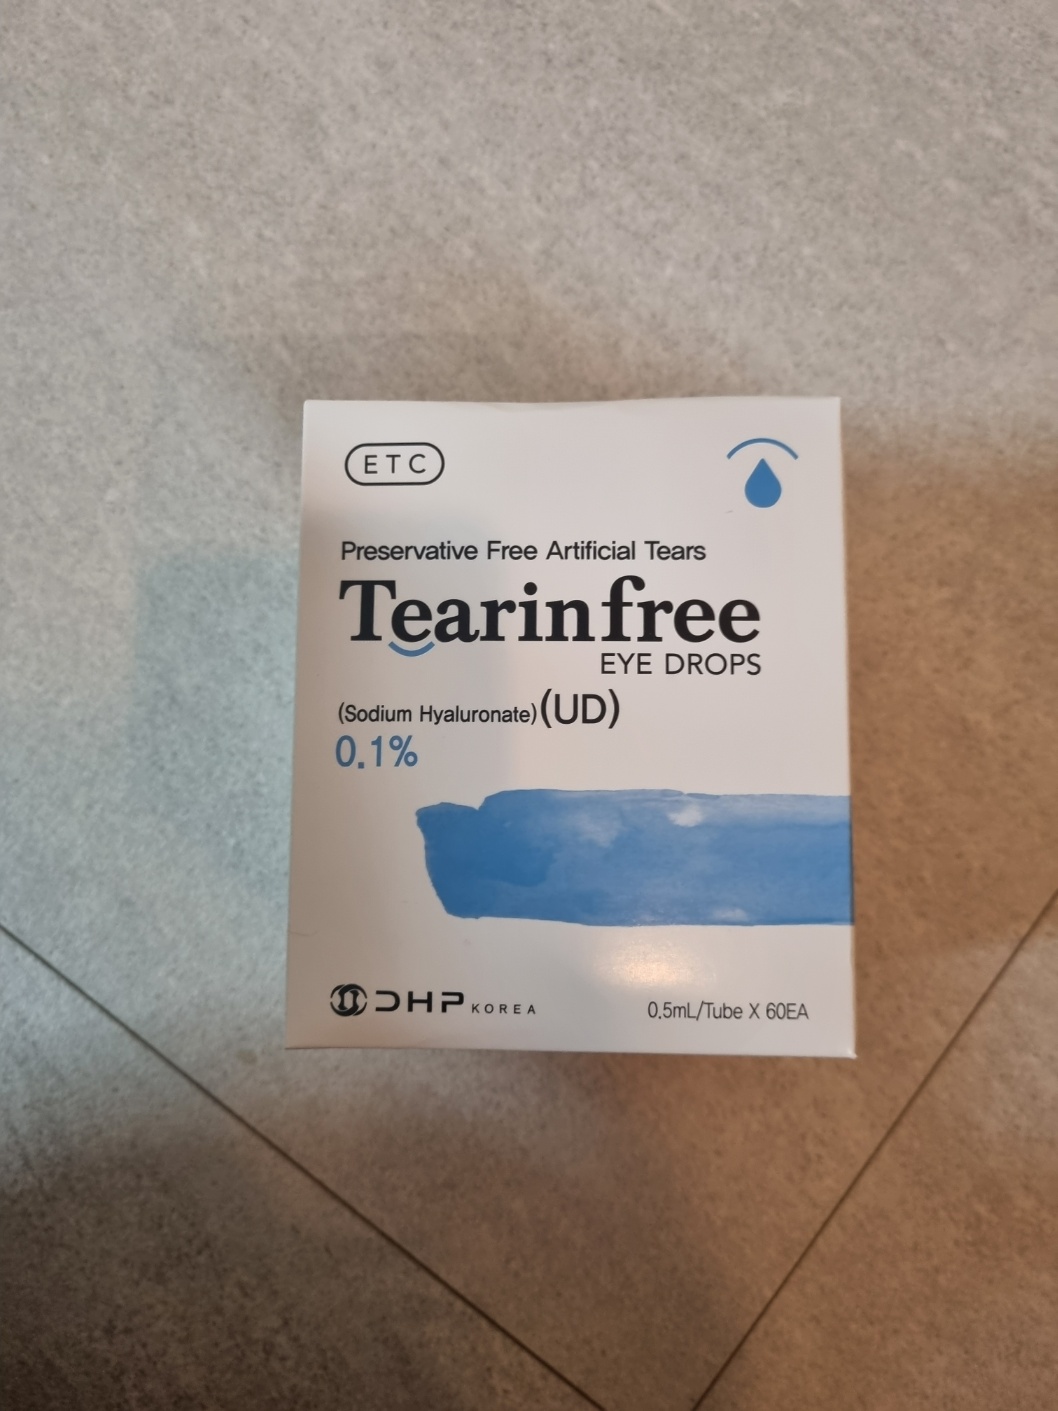 ETC
Preservative Free Artificial Tears
Tearinfree
EYE DROPS
(Sodium Hyaluronate)(UD)
0.1%
DHP KOREA
0.5mL/Tube X 60EA